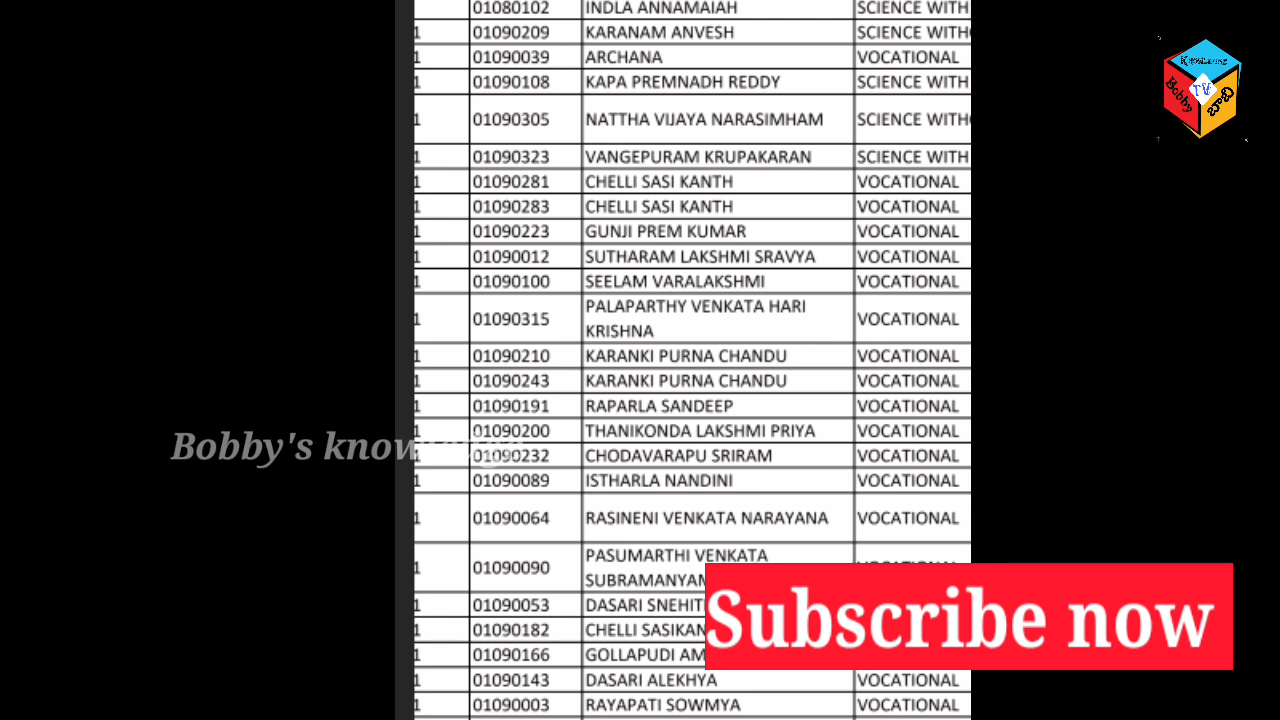 01080102 INDLA ANNAMAIAH SCIENCE WITH
1 01090209 KARANAM ANVESH SCIENCE WITH
1 01090039 ARCHANA VOCATIONAL
1 01090108 KAPA PREMNADH REDDY SCIENCE WITH
1 01090305 NATTHA VIJAYA NARASIMHAM SCIENCE WITH
1 01090323 VANGEPURAM KRUPAKARAN SCIENCE WITH
1 01090281 CHELLI SASI KANTH VOCATIONAL
1 01090283 CHELLI SASI KANTH VOCATIONAL
1 01090223 GUNJI PREM KUMAR VOCATIONAL
1 01090012 SUTHARAM LAKSHMI SRAVYA VOCATIONAL
1 01090100 SEELAM VARALAKSHMI VOCATIONAL
1 01090315 PALAPARTHY VENKATA HARI
KRISHNA VOCATIONAL
1 01090210 KARANKI PURNA CHANDU VOCATIONAL
1 01090243 KARANKI PURNA CHANDU VOCATIONAL
1 01090191 RAPARLA SANDEEP VOCATIONAL
1 01090200 THANIKONDA LAKSHMI PRIYA VOCATIONAL
1 01090232 CHODAVARAPU SRIRAM VOCATIONAL
1 01090089 ISTHARLA NANDINI VOCATIONAL
1 01090064 RASINENI VENKATA NARAYANA VOCATIONAL
1 01090090 PASUMARTHI VENKATA
SUBRAMANYAM
1 01090053 DASARI SNEHIT
1 01090182 CHELLI SASIKAN
1 01090166 GOLLAPUDI AM
1 01090143 DASARI ALEKHYA VOCATIONAL
1 01090003 RAYAPATI SOWMYA VOCATIONAL
Bobby's
Subscribe now
Knowledge
Bobby
TV